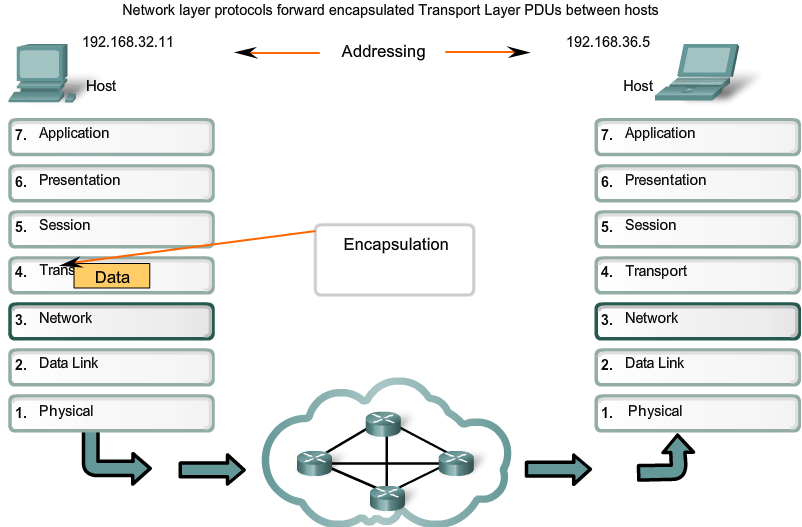 Network layer protocols forward encapsulated Transport Layer PDUs between hosts
192.168.32.11
Addressing
192.168.36.5
Host
Host
7. Application
6. Presentation
5. Session
4. Trans
Data
3. Network
2. Data Link
1. Physical
Encapsulation
7. Application
6. Presentation
5. Session
4. Transport
3. Network
2. Data Link
1. Physical